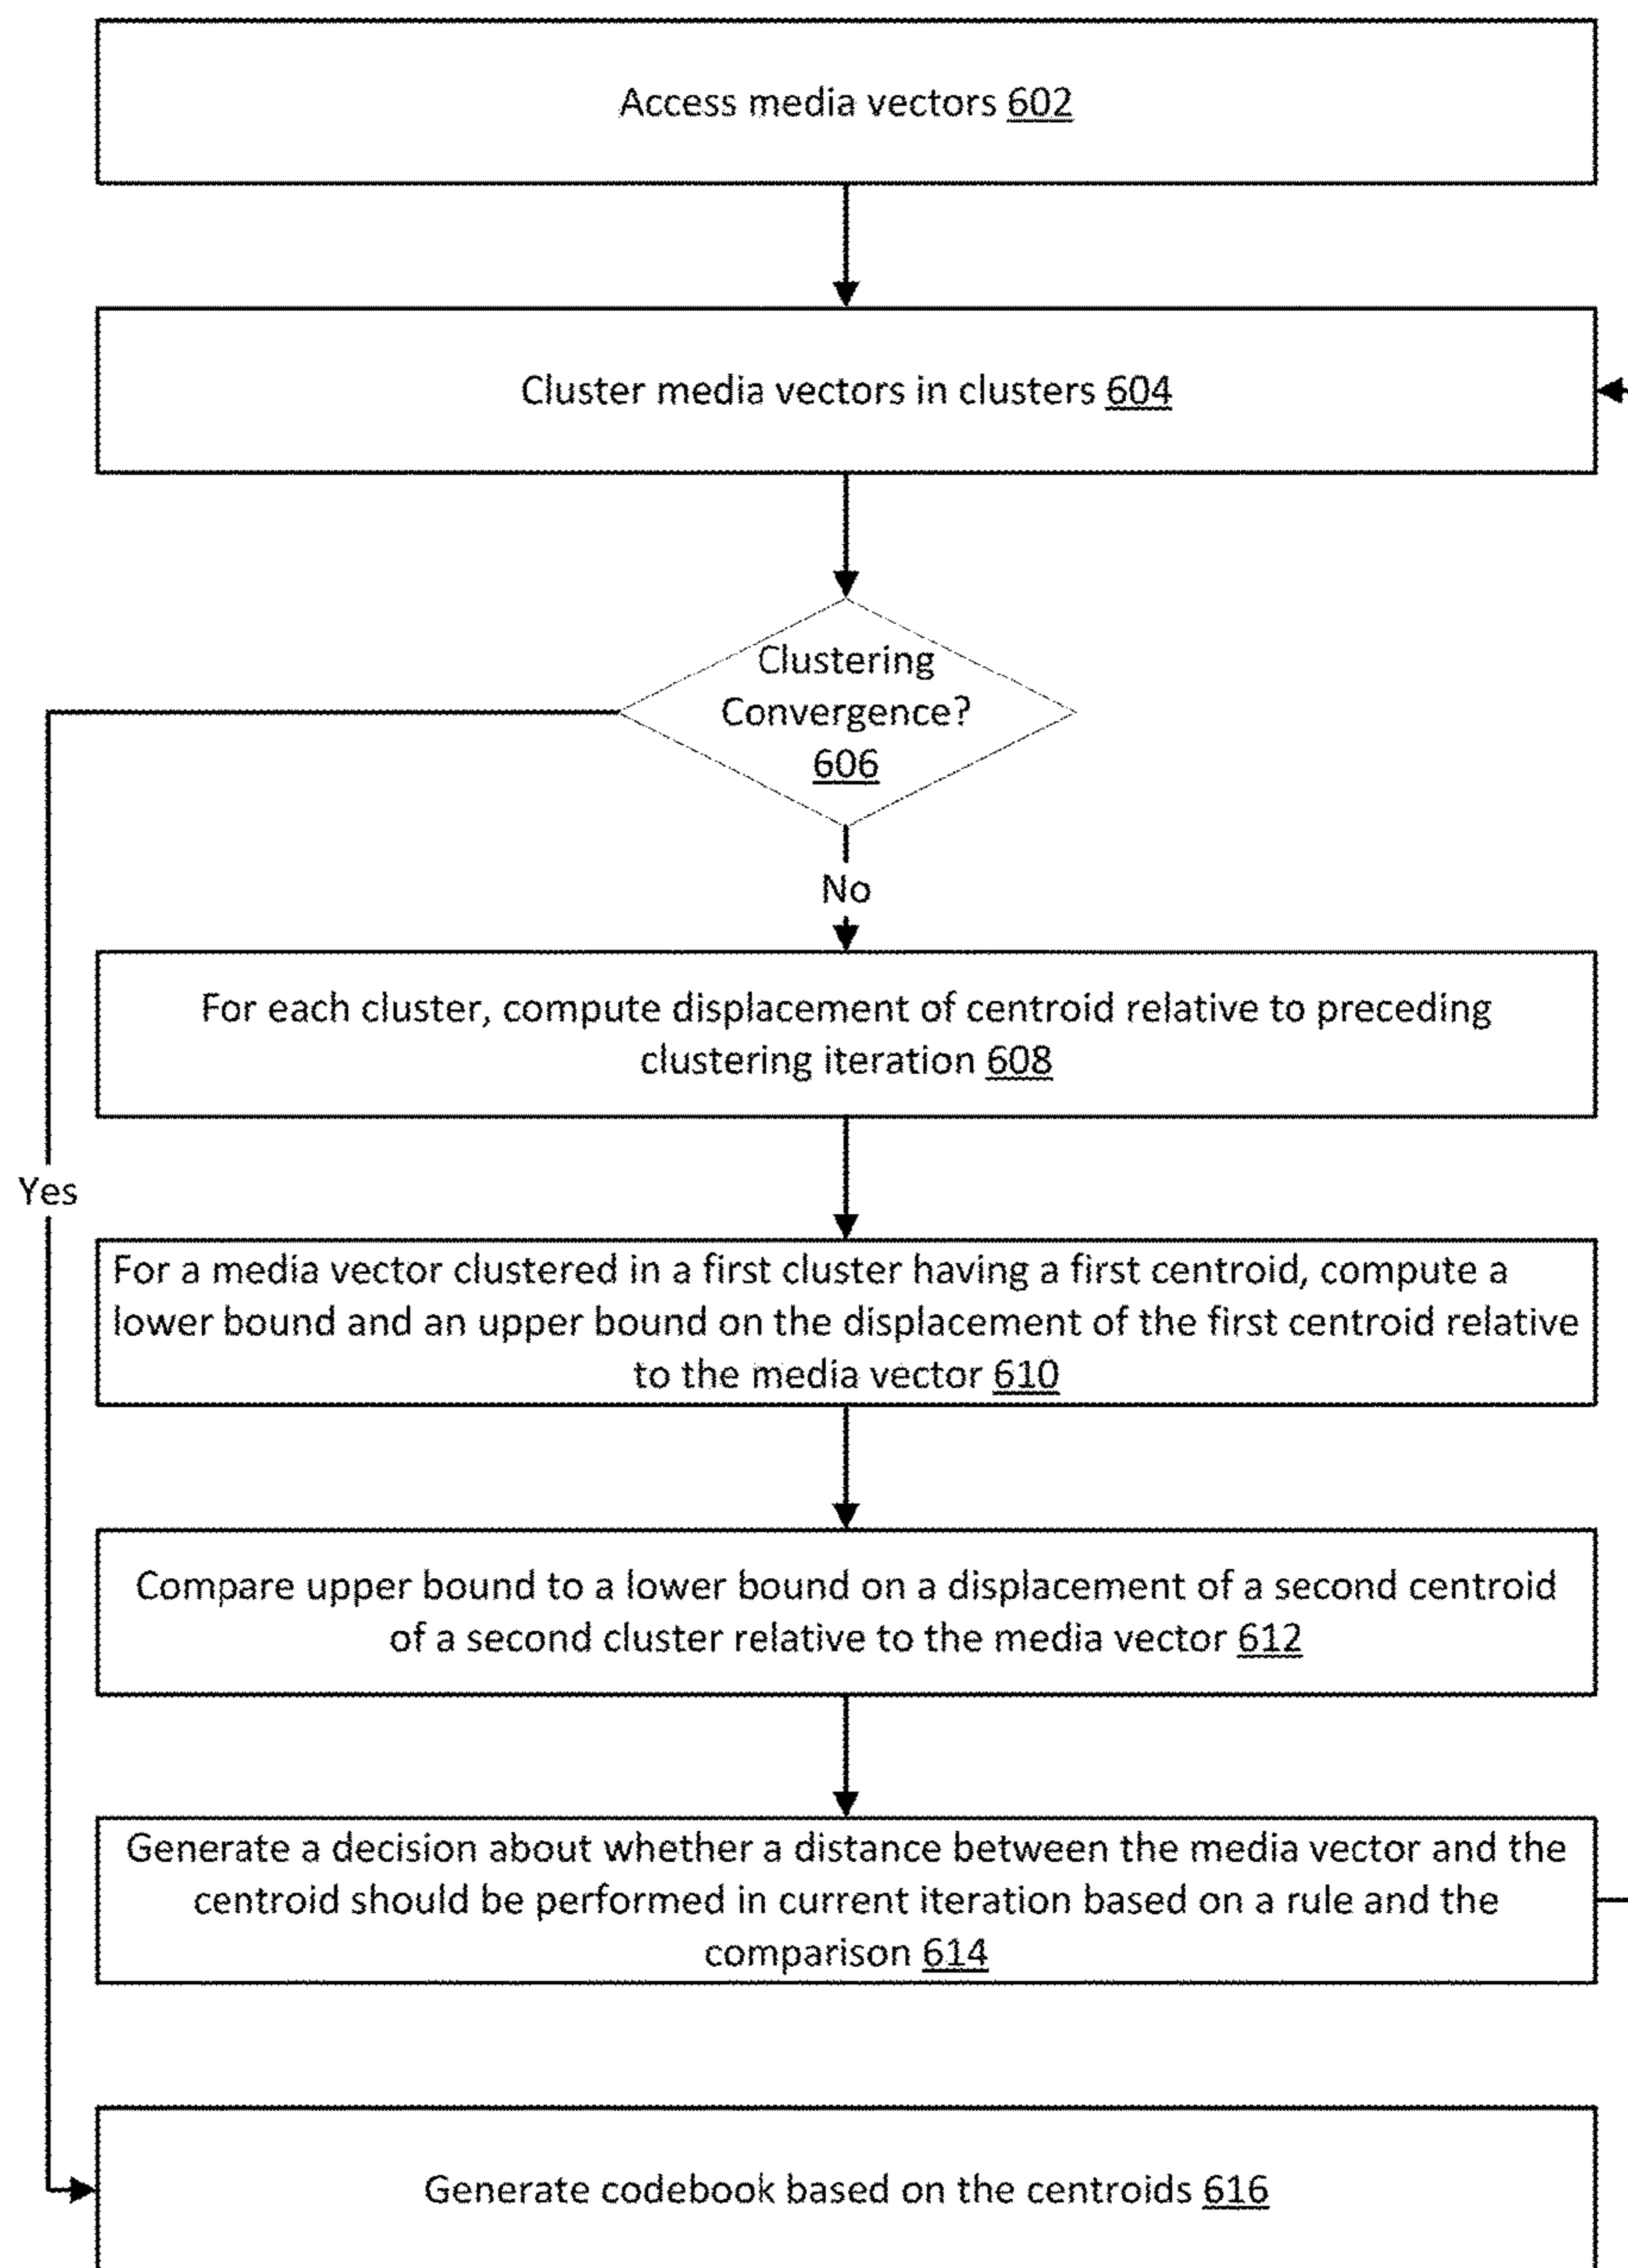 Access media vectors 602
Cluster media vectors in clusters 604
Clustering
Convergence?
606
No
For each cluster, compute displacement of centroid relative to preceding
clustering iteration 608
Yes
For a media vector clustered in a first cluster having a first centroid, compute a
lower bound and an upper bound on the displacement of the first centroid relative
to the media vector 610
Compare upper bound to a lower bound on a displacement of a second centroid
of a second cluster relative to the media vector 612
Generate a decision about whether a distance between the media vector and the
centroid should be performed in current iteration based on a rule and the
comparison 614
Generate codebook based on the centroids 616